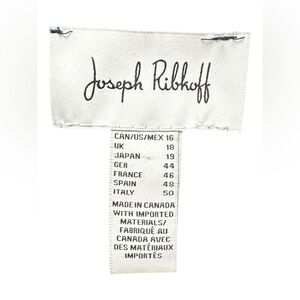 Joseph Ribkoff
CAN/US/MEX 16
UK 18
JAPAN 19
GER 44
FRANCE 46
SPAIN 48
ITALY 50
MADE IN CANADA
WITH IMPORTED
MATERIALS/
FABRIQUÉ AU
CANADA AVEC
DES MATÉRIAUX
IMPORTÉS